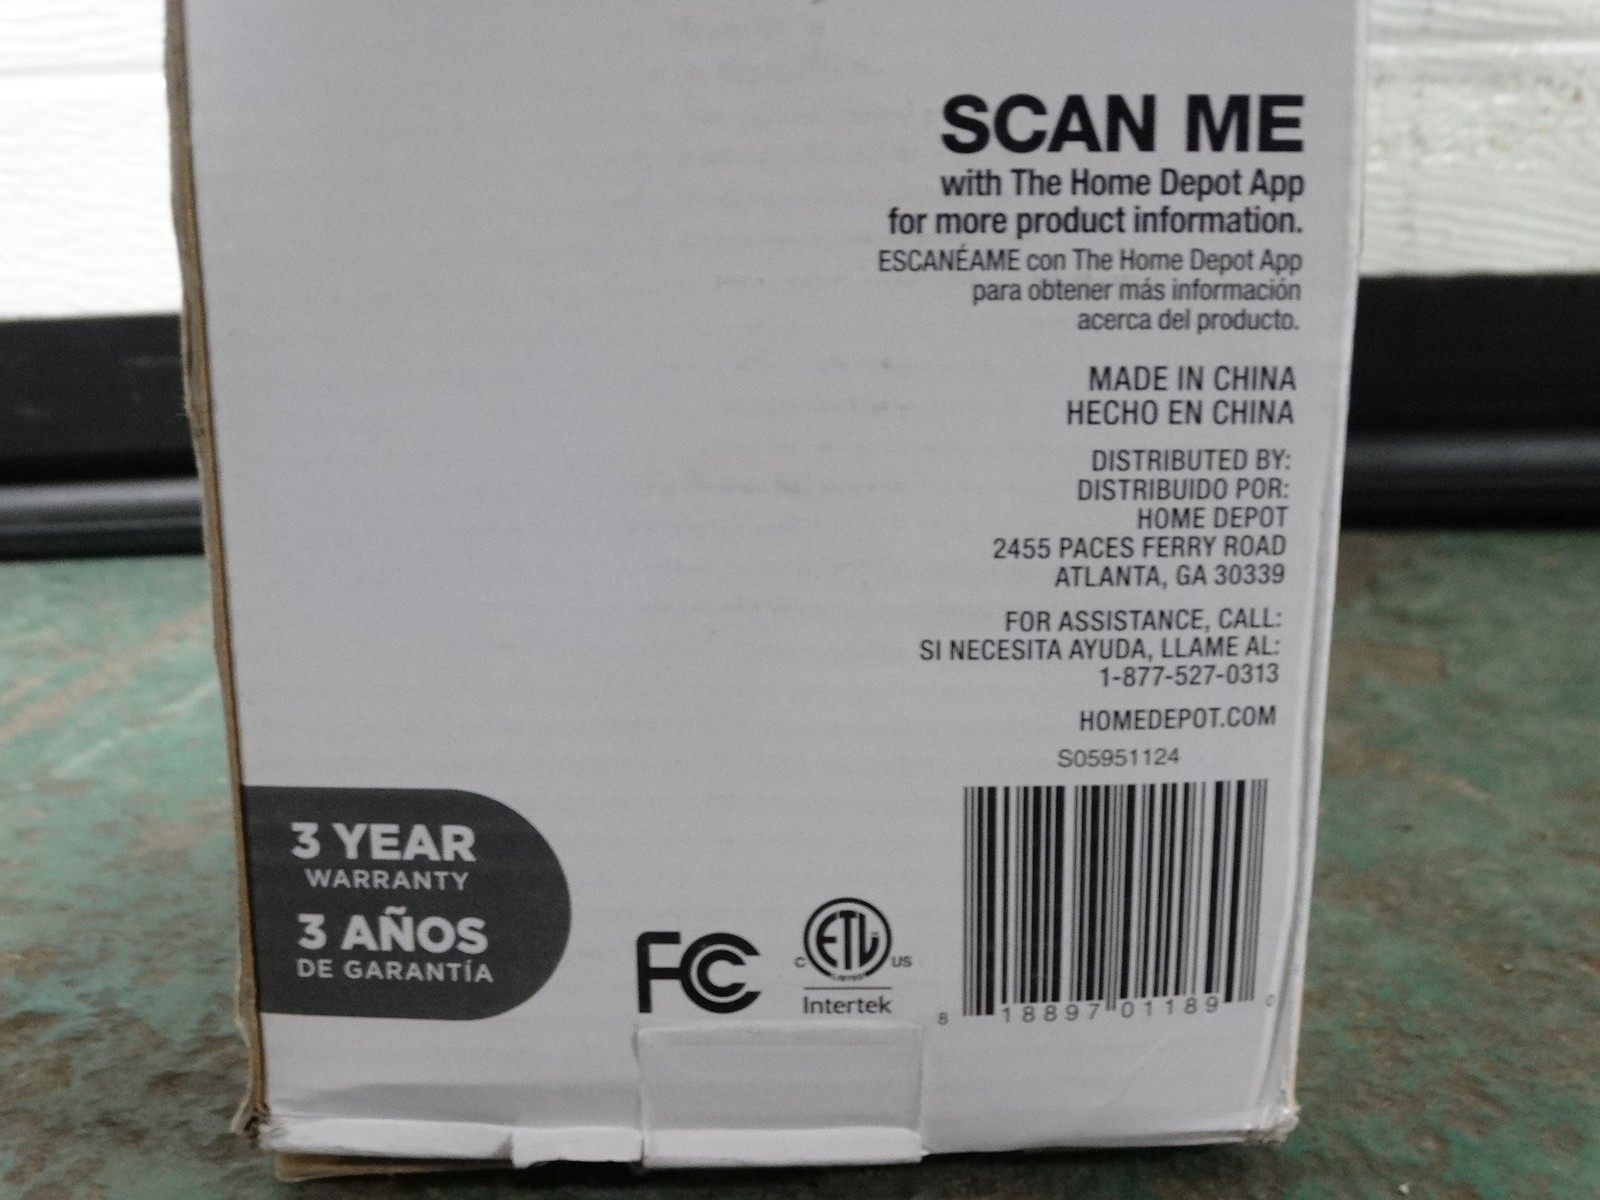 SCAN ME
with The Home Depot App
for more product information.
ESCANÉAME con The Home Depot App
para obtener más información
acerca del producto.
MADE IN CHINA
HECHO EN CHINA
DISTRIBUTED BY:
DISTRIBUIDO POR:
HOME DEPOT
2455 PACES FERRY ROAD
ATLANTA, GA 30339
FOR ASSISTANCE, CALL:
SI NECESITA AYUDA, LLAME AL:
1-877-527-0313
HOMEDEPOT.COM
S05951124
8 18897 01189 0
3 YEAR
WARRANTY
3 AÑOS
DE GARANTÍA
FC
C ETL US
LISTED
Intertek